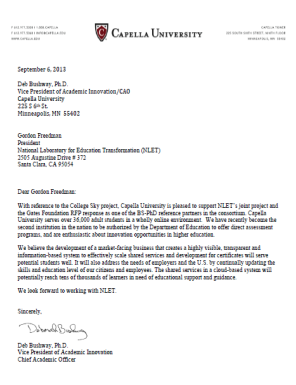 CAPELLA UNIVERSITY
September 6, 2013
Deb Bushway, Ph.D.
Vice President of Academic Innovation/CAO
Capella University
225 S 6th St.
Minneapolis, MN 55402
Gordon Freedman
President
National Laboratory for Education Transformation (NLET)
2505 Augustine Drive # 372
Santa Clara, CA 95054
Dear Gordon Freedman:
With reference to the College Sky project, Capella University is pleased to support NLET's joint project and
the Gates Foundation RFP response as one of the BS-PhD reference partners in the consortium. Capella
University serves over 36,000 adult students in a wholly online environment. We have recently become the
second institution in the nation to be authorized by the Department of Education to offer direct assessment
programs, and are enthusiastic about innovation opportunities in higher education.
We believe the development of a market-facing business that creates a highly visible, transparent and
information-based system to effectively scale shared services and development for certificates will serve
potential students well. It will also address the needs of employers and the U.S. by continually updating the
skills and education level of our citizens and employees. The shared services in a cloud-based system will
potentially reach tens of thousands of learners in need of educational support and guidance.
We look forward to working with NLET.
Sincerely,
Deb Bushway, Ph.D.
Vice President of Academic Innovation
Chief Academic Officer